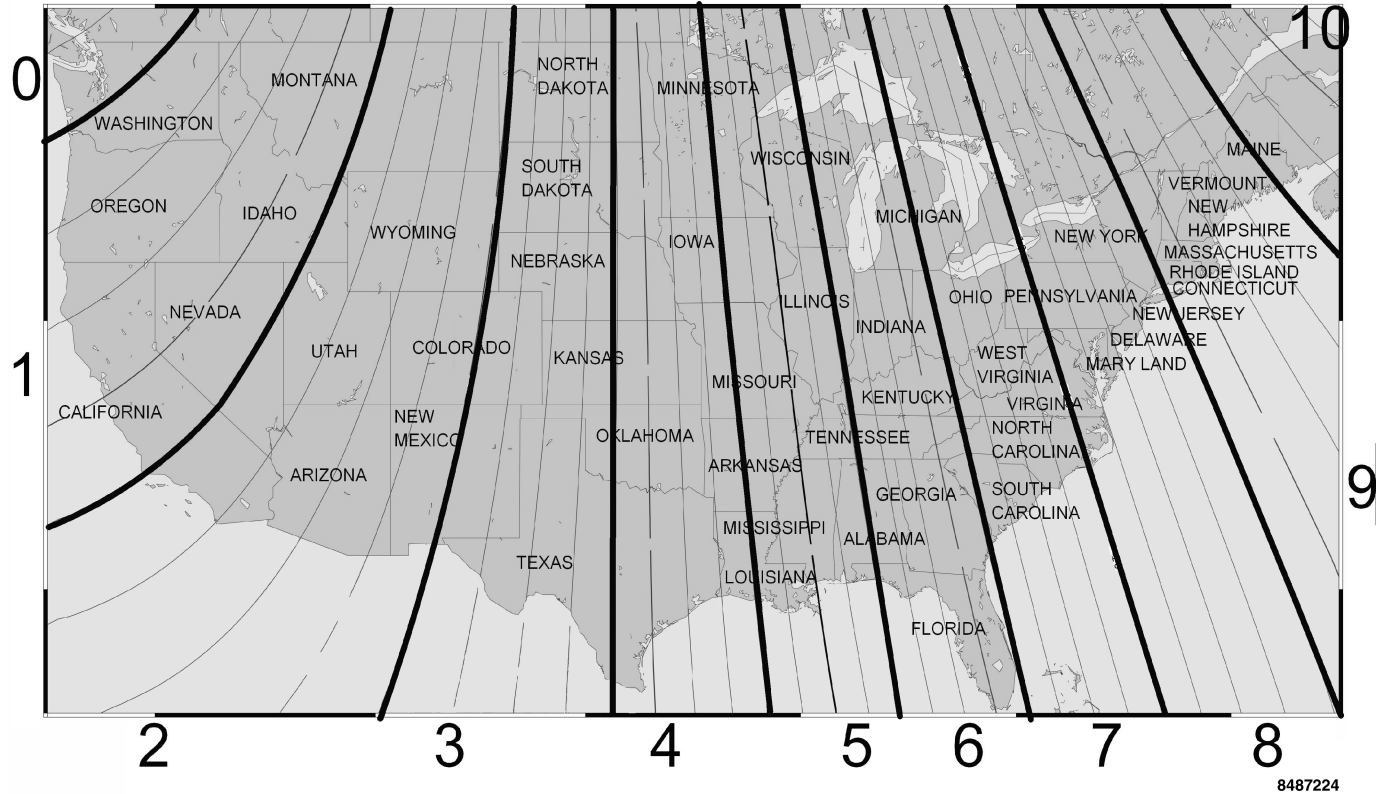 10
0
1
MONTANA
WASHINGTON
OREGON
IDAHO
WYOMING
NEVADA
UTAH
COLORADO
CALIFORNIA
NEW
MEXICO
ARIZONA
NORTH
DAKOTA
SOUTH
DAKOTA
NEBRASKA
KANSAS
OKLAHOMA
TEXAS
MINNESOTA
WISCONSIN
IOWA
MICHIGAN
ILLINOIS
INDIANA
OHIO
PENNSYLVANIA
NEW YORK
MAINE
VERMOUNT
NEW
HAMPSHIRE
MASSACHUSETTS
RHODE ISLAND
CONNECTICUT
NEW JERSEY
DELAWARE
MARY LAND
WEST
VIRGINIA
VIRGINIA
MISSOURI
KENTUCKY
TENNESSEE
NORTH
CAROLINA
ARKANSAS
GEORGIA
SOUTH
CAROLINA
MISSISSIPPI
ALABAMA
LOUISIANA
FLORIDA
9
2
3
4
5
6
7
8
8487224